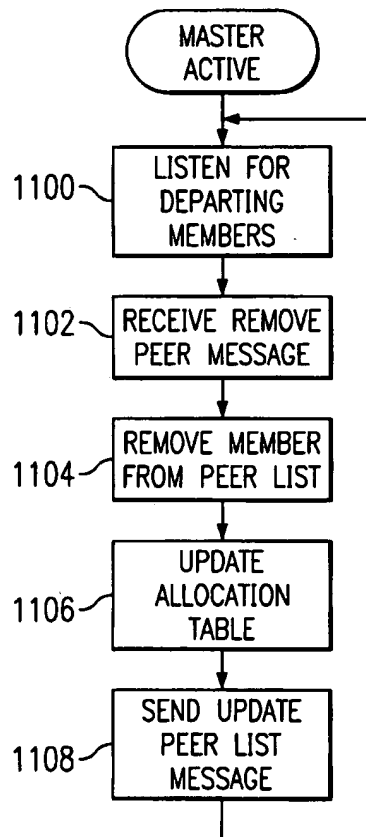 MASTER
ACTIVE
1100
LISTEN FOR
DEPARTING
MEMBERS
1102
RECEIVE REMOVE
PEER MESSAGE
1104
REMOVE MEMBER
FROM PEER LIST
1106
UPDATE
ALLOCATION
TABLE
1108
SEND UPDATE
PEER LIST
MESSAGE